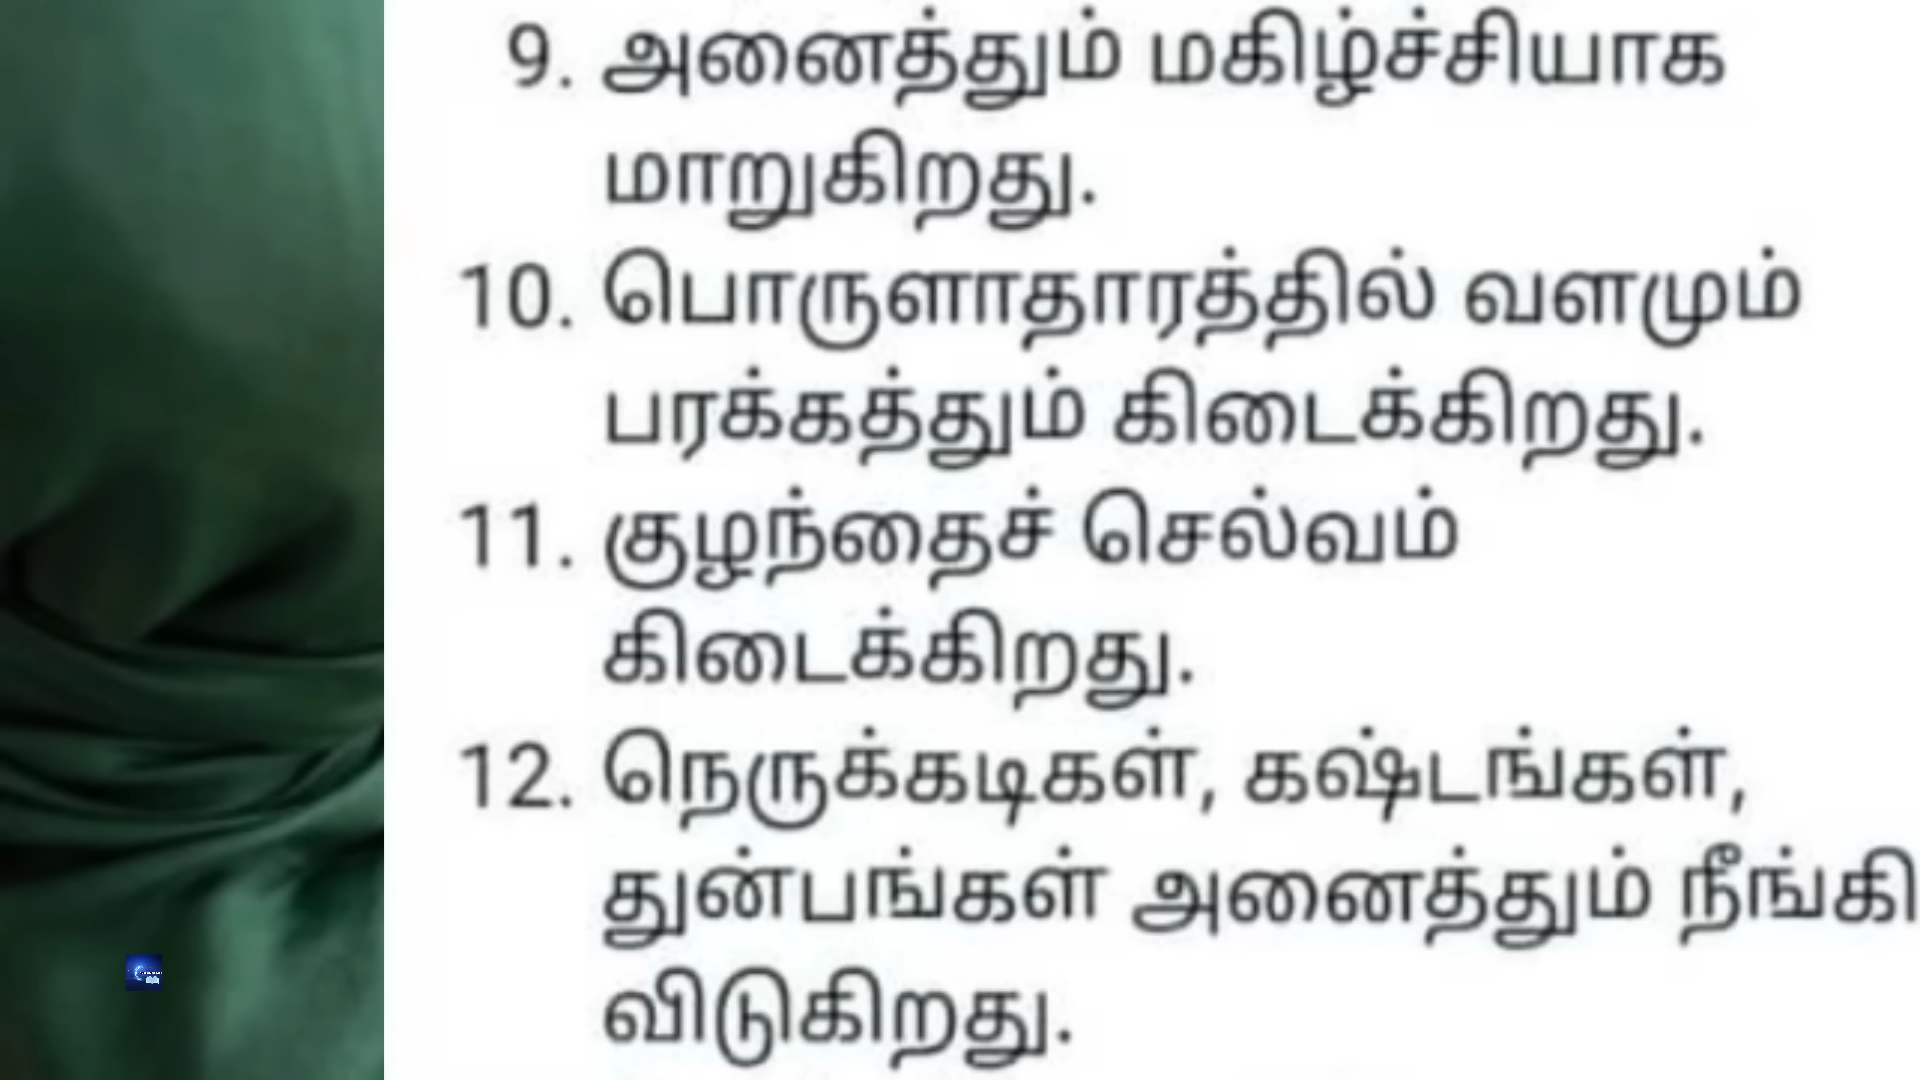 9. அனைத்தும் மகிழ்ச்சியாக
மாறுகிறது.
10. பொருளாதாரத்தில் வளமும்
பரக்கத்தும் கிடைக்கிறது.
11. குழந்தைச் செல்வம்
கிடைக்கிறது.
12. நெருக்கடிகள், கஷ்டங்கள்,
துன்பங்கள் அனைத்தும் நீங்கி
விடுகிறது.